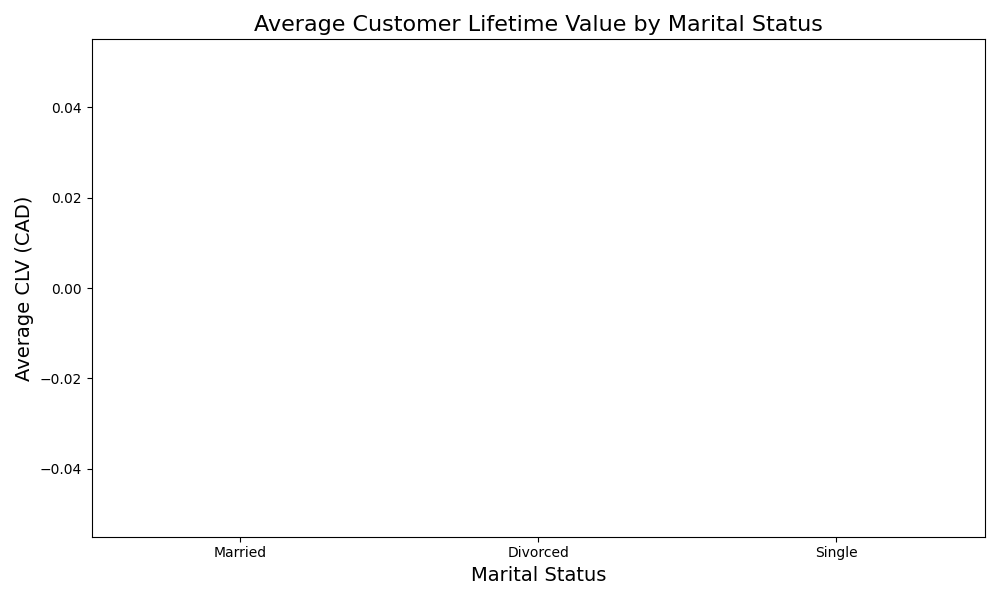 Average Customer Lifetime Value by Marital Status
0.04
0.02
0.00
−0.02
−0.04
Average CLV (CAD)
Married Divorced Single
Marital Status